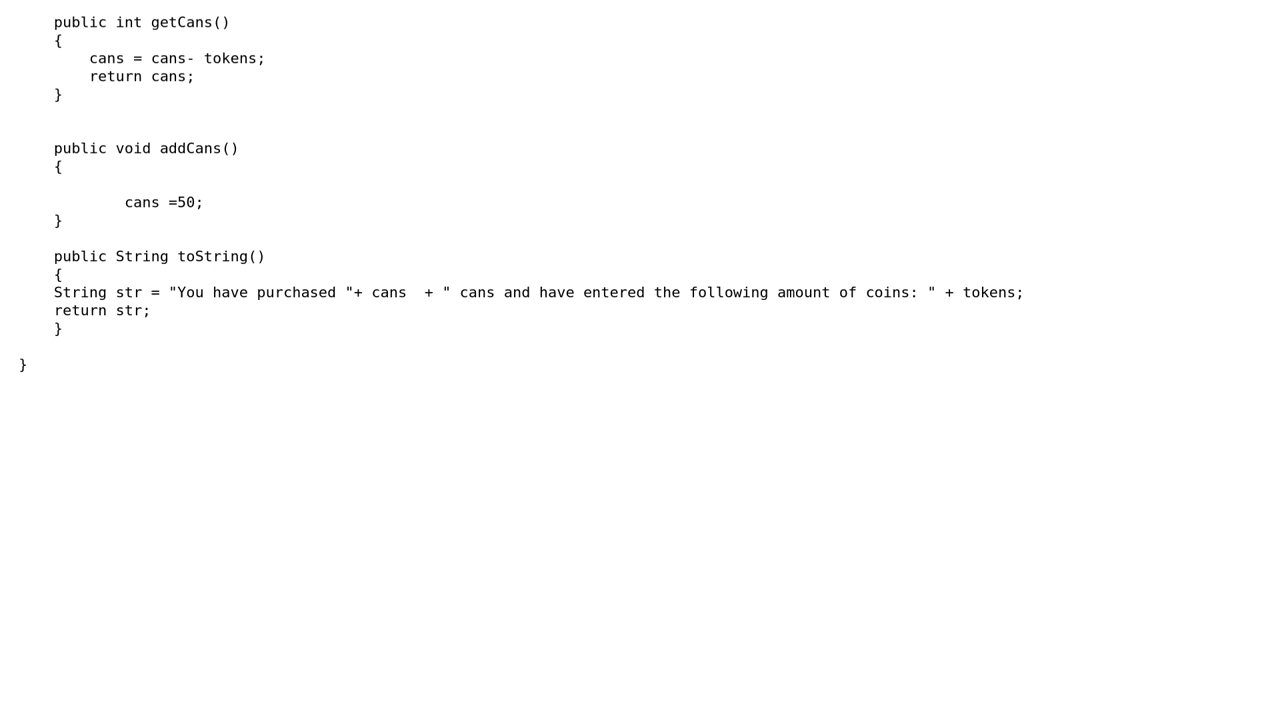 public int getCans()
{
cans = cans- tokens;
return cans;
}
public void addCans()
{
cans =50;
}
public String toString()
{
String str = "You have purchased "+ cans  + " cans and have entered the following amount of coins: " + tokens;
return str;
}
}